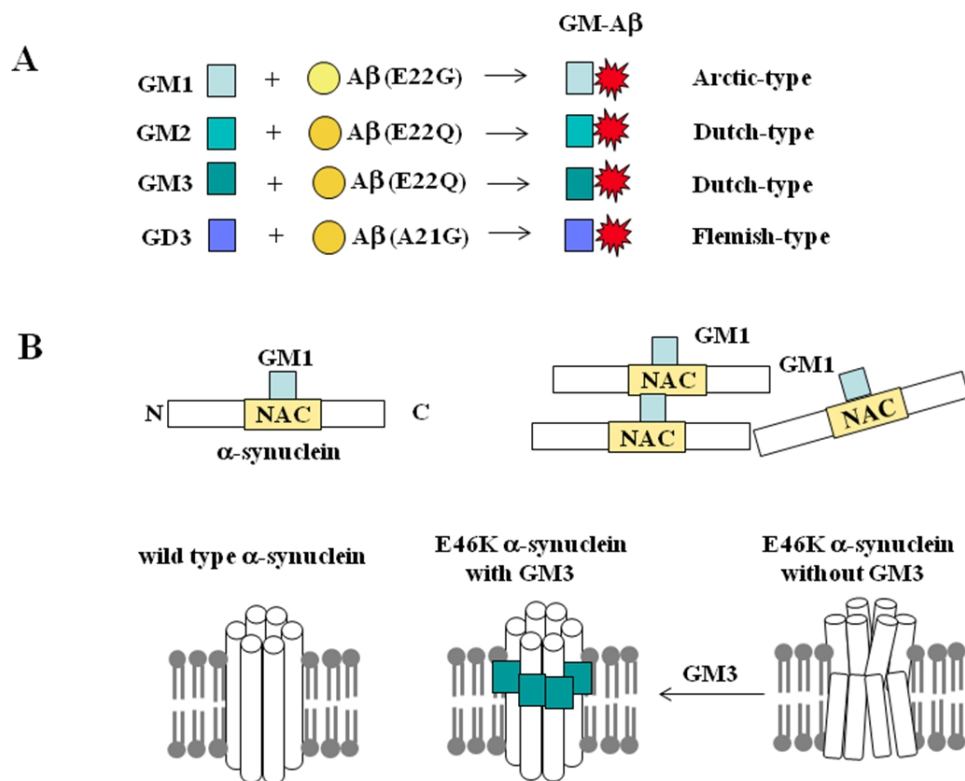 A
GM-Aβ
GM1 + Aβ(E22G) → Arctic-type
GM2 + Aβ(E22Q) → Dutch-type
GM3 + Aβ(E22Q) → Dutch-type
GD3 + Aβ(A21G) → Flemish-type
B
GM1
N NAC C
α-synuclein
GM1
NAC
NAC
GM1
NAC
wild type α-synuclein
E46K α-synuclein
with GM3
E46K α-synuclein
without GM3
GM3